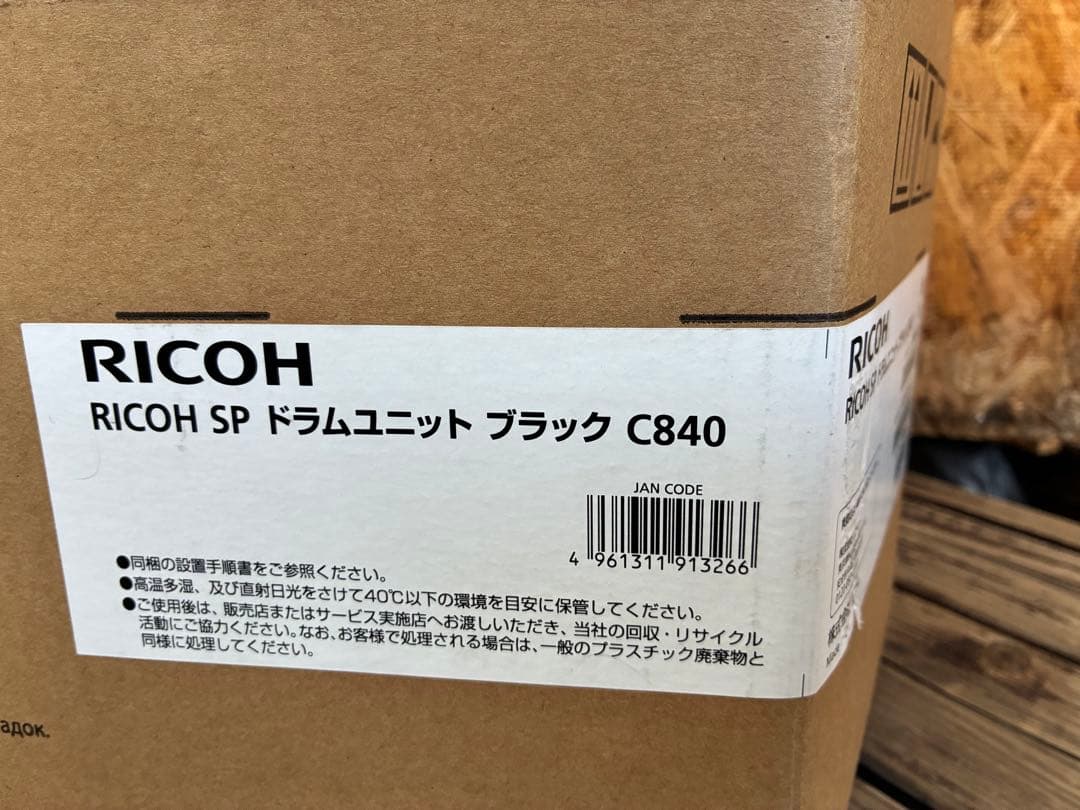 RICOH
RICOH SP ドラムユニット ブラック C840
JAN CODE
4 961311 913266
●同梱の設置手順書をご参照ください。
●高温多湿、及び直射日光をさけて40℃以下の環境を目安に保管してください。
●ご使用後は、販売店またはサービス実施店へお渡しいただき、当社の回収・リサイクル
活動にご協力ください。なお、お客様で処理される場合は、一般のプラスチック廃棄物と
同様に処理してください。
RICOH
RICOH SP
адок.